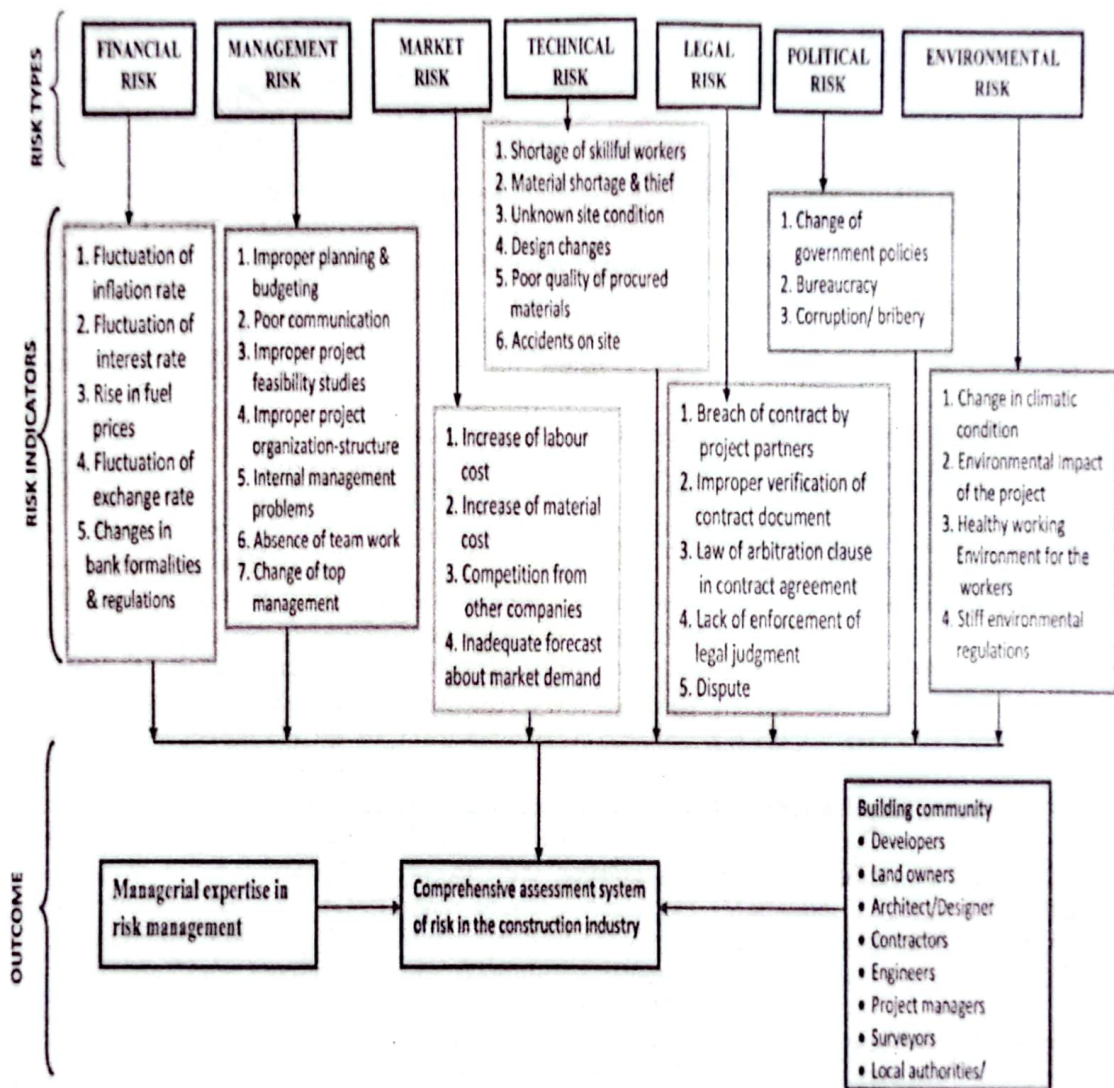 RISK TYPES
FINANCIAL
RISK
MANAGEMENT
RISK
MARKET
RISK
TECHNICAL
RISK
LEGAL
RISK
POLITICAL
RISK
ENVIRONMENTAL
RISK
RISK INDICATORS
1. Fluctuation of
inflation rate
2. Fluctuation of
interest rate
3. Rise in fuel
prices
4. Fluctuation of
exchange rate
5. Changes in
bank formalities
& regulations
1. Improper planning &
budgeting
2. Poor communication
3. Improper project
feasibility studies
4. Improper project
organization-structure
5. Internal management
problems
6. Absence of team work
7. Change of top
management
1. Increase of labour
cost
2. Increase of material
cost
3. Competition from
other companies
4. Inadequate forecast
about market demand
1. Shortage of skillful workers
2. Material shortage & thief
3. Unknown site condition
4. Design changes
5. Poor quality of procured
materials
6. Accidents on site
1. Breach of contract by
project partners
2. Improper verification of
contract document
3. Law of arbitration clause
in contract agreement
4. Lack of enforcement of
legal judgment
5. Dispute
1. Change of
government policies
2. Bureaucracy
3. Corruption/ bribery
1. Change in climatic
condition
2. Environmental impact
of the project
3. Healthy working
Environment for the
workers
4. Stiff environmental
regulations
OUTCOME
Managerial expertise in
risk management
Comprehensive assessment system
of risk in the construction industry
Building community
• Developers
• Land owners
• Architect/Designer
• Contractors
• Engineers
• Project managers
• Surveyors
• Local authorities/